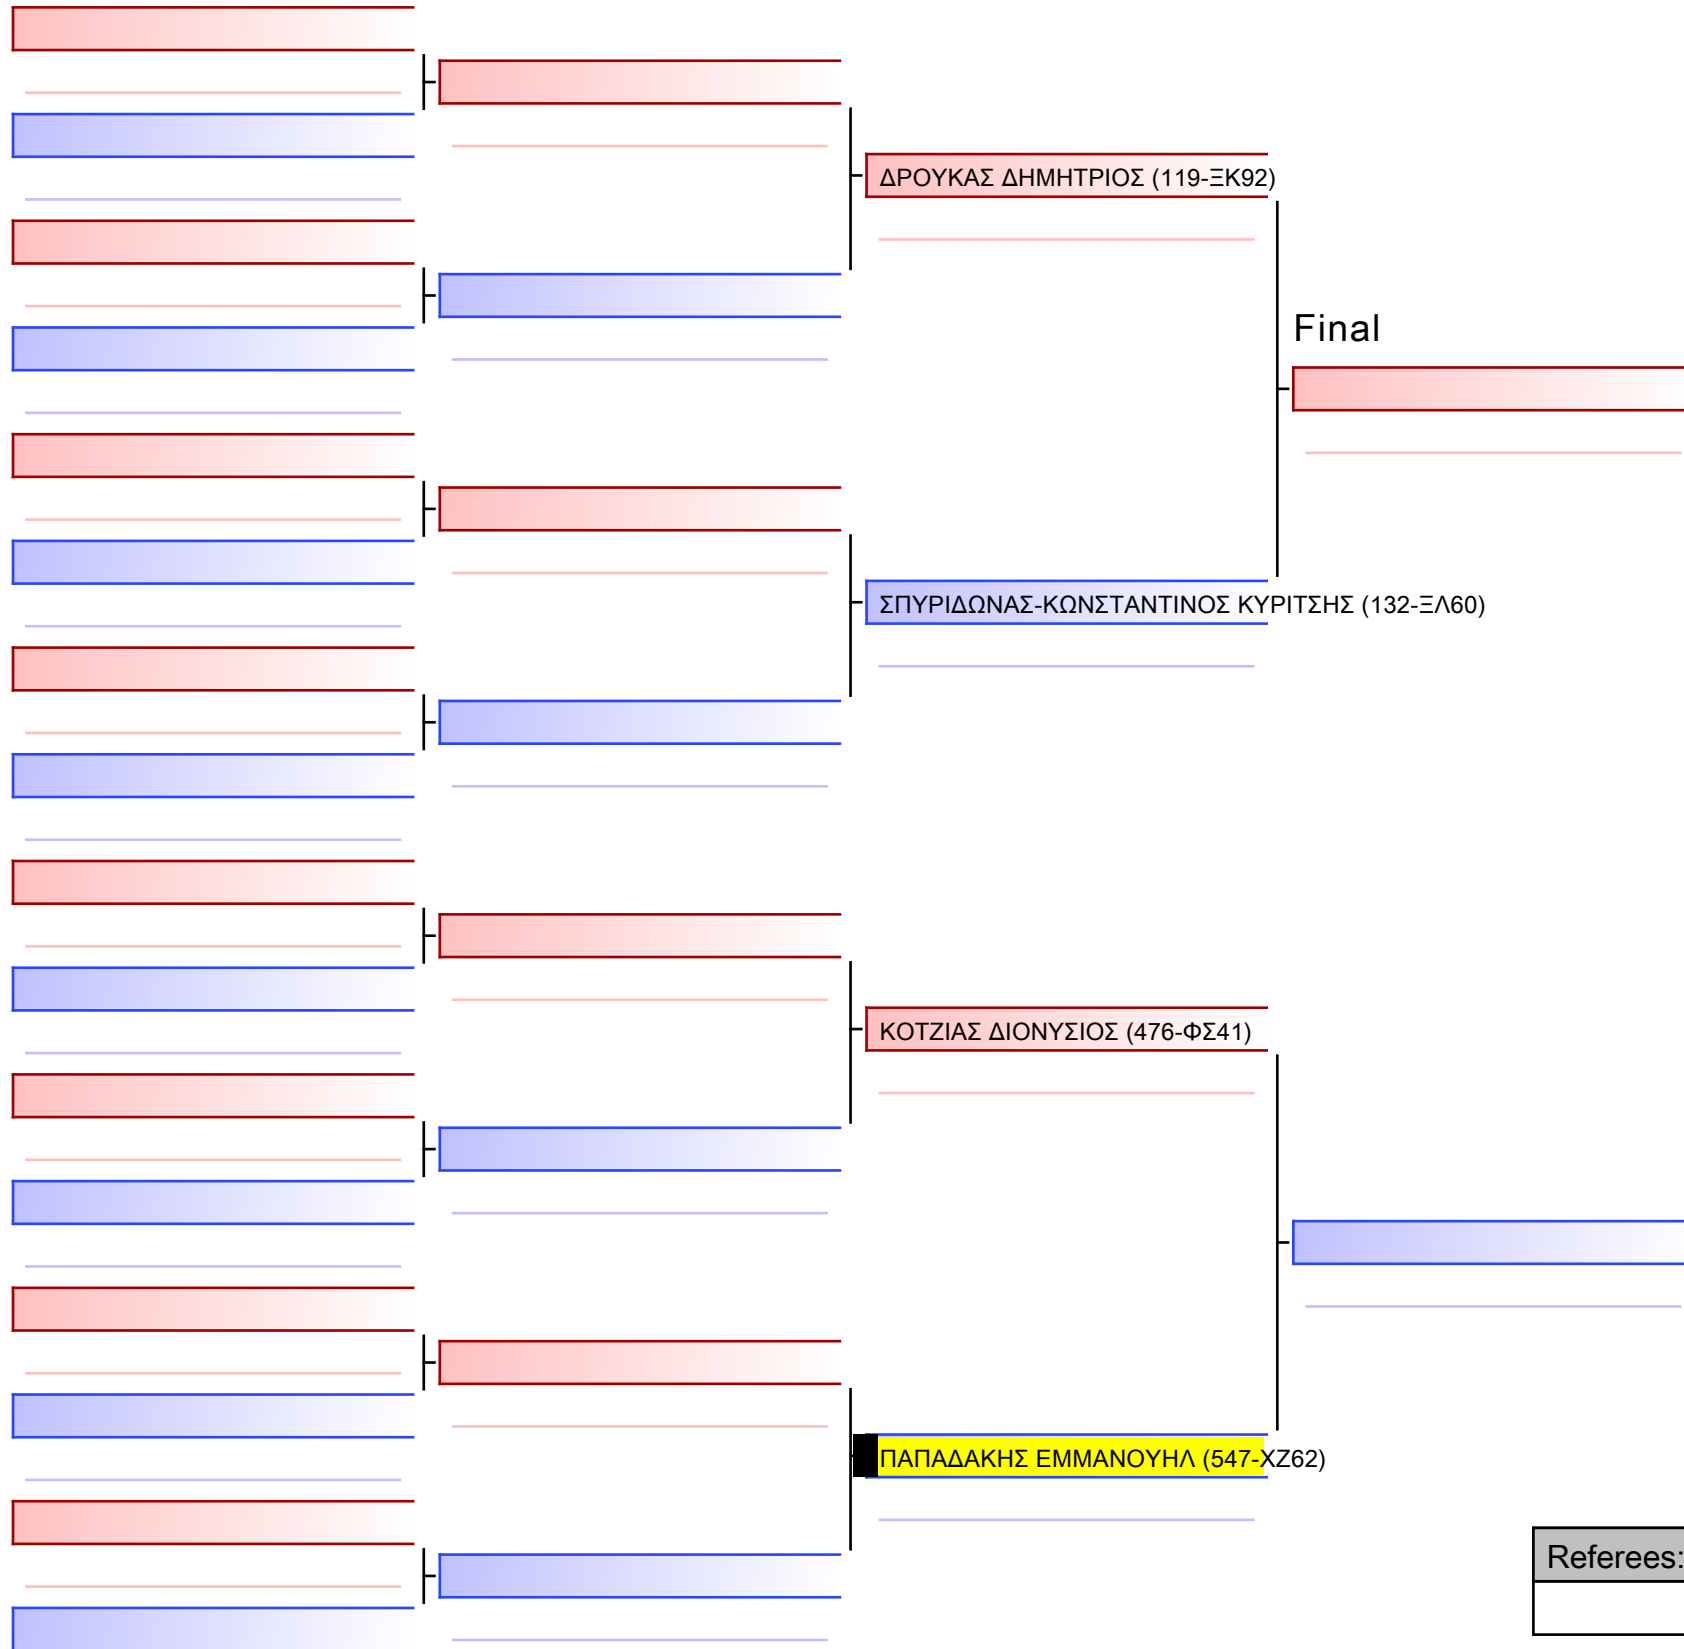 ΔΡΟΥΚΑΣ ΔΗΜΗΤΡΙΟΣ (119-ΞΚ92)
Final
ΣΠΥΡΙΔΩΝΑΣ-ΚΩΝΣΤΑΝΤΙΝΟΣ ΚΥΡΙΤΣΗΣ (132-ΞΛ60)
ΚΟΤΖΙΑΣ ΔΙΟΝΥΣΙΟΣ (476-ΦΣ41)
ΠΑΠΑΔΑΚΗΣ ΕΜΜΑΝΟΥΗΛ (547-ΧΖ62)
Referees: